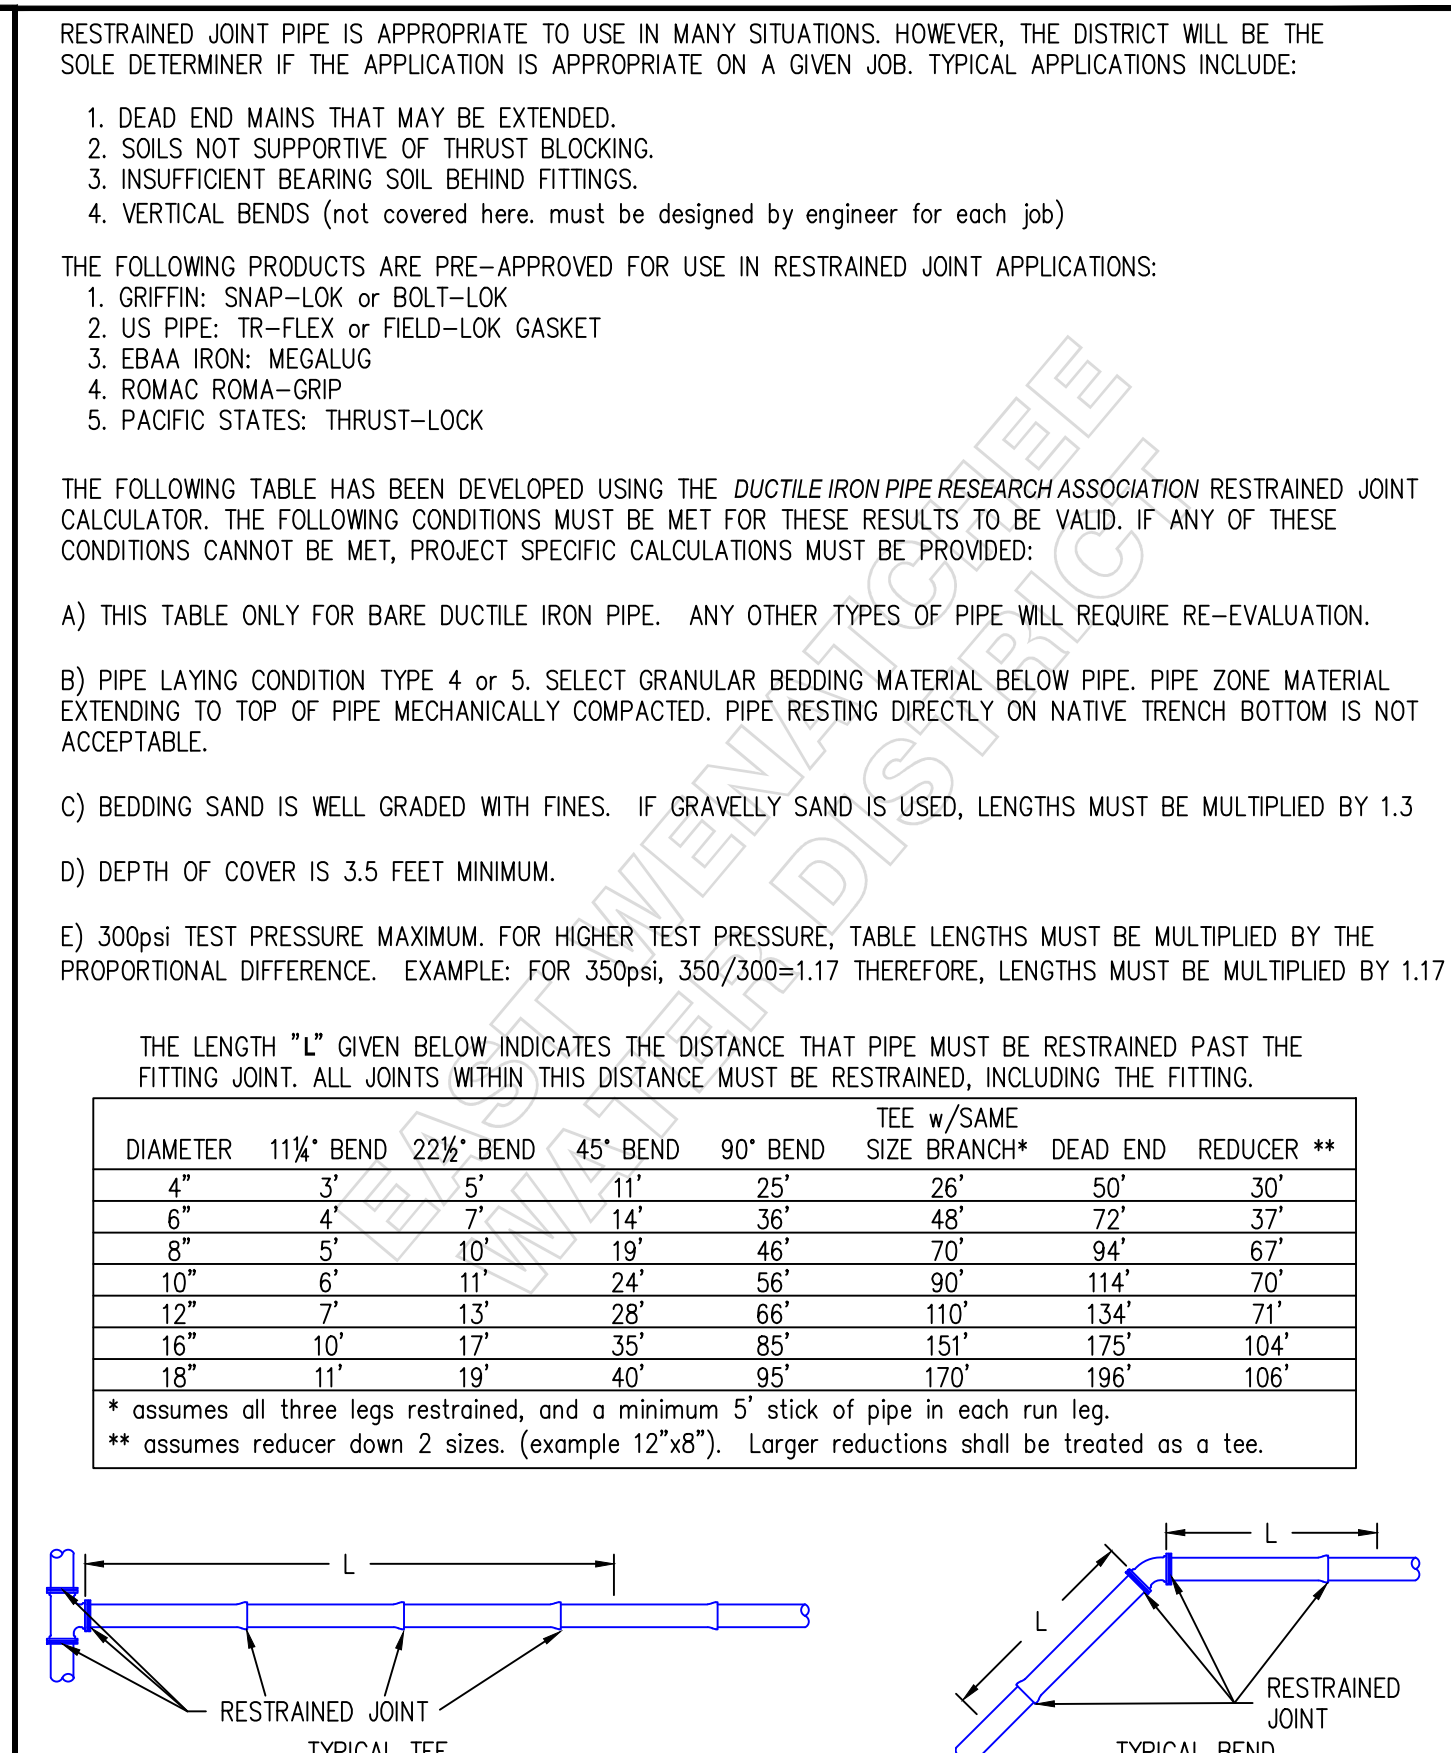 RESTRAINED JOINT PIPE IS APPROPRIATE TO USE IN MANY SITUATIONS. HOWEVER, THE DISTRICT WILL BE THE
SOLE DETERMINER IF THE APPLICATION IS APPROPRIATE ON A GIVEN JOB. TYPICAL APPLICATIONS INCLUDE:
1. DEAD END MAINS THAT MAY BE EXTENDED.
2. SOILS NOT SUPPORTIVE OF THRUST BLOCKING.
3. INSUFFICIENT BEARING SOIL BEHIND FITTINGS.
4. VERTICAL BENDS (not covered here. must be designed by engineer for each job)
THE FOLLOWING PRODUCTS ARE PRE-APPROVED FOR USE IN RESTRAINED JOINT APPLICATIONS:
1. GRIFFIN: SNAP-LOK or BOLT-LOK
2. US PIPE: TR-FLEX or FIELD-LOK GASKET
3. EBAA IRON: MEGALUG
4. ROMAC ROMA-GRIP
5. PACIFIC STATES: THRUST-LOCK
THE FOLLOWING TABLE HAS BEEN DEVELOPED USING THE DUCTILE IRON PIPE RESEARCH ASSOCIATION RESTRAINED JOINT
CALCULATOR. THE FOLLOWING CONDITIONS MUST BE MET FOR THESE RESULTS TO BE VALID. IF ANY OF THESE
CONDITIONS CANNOT BE MET, PROJECT SPECIFIC CALCULATIONS MUST BE PROVIDED:
A) THIS TABLE ONLY FOR BARE DUCTILE IRON PIPE. ANY OTHER TYPES OF PIPE WILL REQUIRE RE-EVALUATION.
B) PIPE LAYING CONDITION TYPE 4 or 5. SELECT GRANULAR BEDDING MATERIAL BELOW PIPE. PIPE ZONE MATERIAL
EXTENDING TO TOP OF PIPE MECHANICALLY COMPACTED. PIPE RESTING DIRECTLY ON NATIVE TRENCH BOTTOM IS NOT
ACCEPTABLE.
C) BEDDING SAND IS WELL GRADED WITH FINES. IF GRAVELLY SAND IS USED, LENGTHS MUST BE MULTIPLIED BY 1.3
D) DEPTH OF COVER IS 3.5 FEET MINIMUM.
E) 300psi TEST PRESSURE MAXIMUM. FOR HIGHER TEST PRESSURE, TABLE LENGTHS MUST BE MULTIPLIED BY THE
PROPORTIONAL DIFFERENCE. EXAMPLE: FOR 350psi, 350/300=1.17 THEREFORE, LENGTHS MUST BE MULTIPLIED BY 1.17
EAST WENATCHEE
WATER DISTRICT
THE LENGTH "L" GIVEN BELOW INDICATES THE DISTANCE THAT PIPE MUST BE RESTRAINED PAST THE
FITTING JOINT. ALL JOINTS WITHIN THIS DISTANCE MUST BE RESTRAINED, INCLUDING THE FITTING.
TEE w/SAME
DIAMETER 11¼° BEND 22½° BEND 45° BEND 90° BEND SIZE BRANCH* DEAD END REDUCER **
4" 3' 5' 11' 25' 26' 50' 30'
6" 4' 7' 14' 36' 48' 72' 37'
8" 5' 10' 19' 46' 70' 94' 67'
10" 6' 11' 24' 56' 90' 114' 70'
12" 7' 13' 28' 66' 110' 134' 71'
16" 10' 17' 35' 85' 151' 175' 104'
18" 11' 19' 40' 95' 170' 196' 106'
* assumes all three legs restrained, and a minimum 5' stick of pipe in each run leg.
** assumes reducer down 2 sizes. (example 12"x8"). Larger reductions shall be treated as a tee.
L
RESTRAINED JOINT
TYPICAL TEE
L
L
RESTRAINED
JOINT
TYPICAL BEND